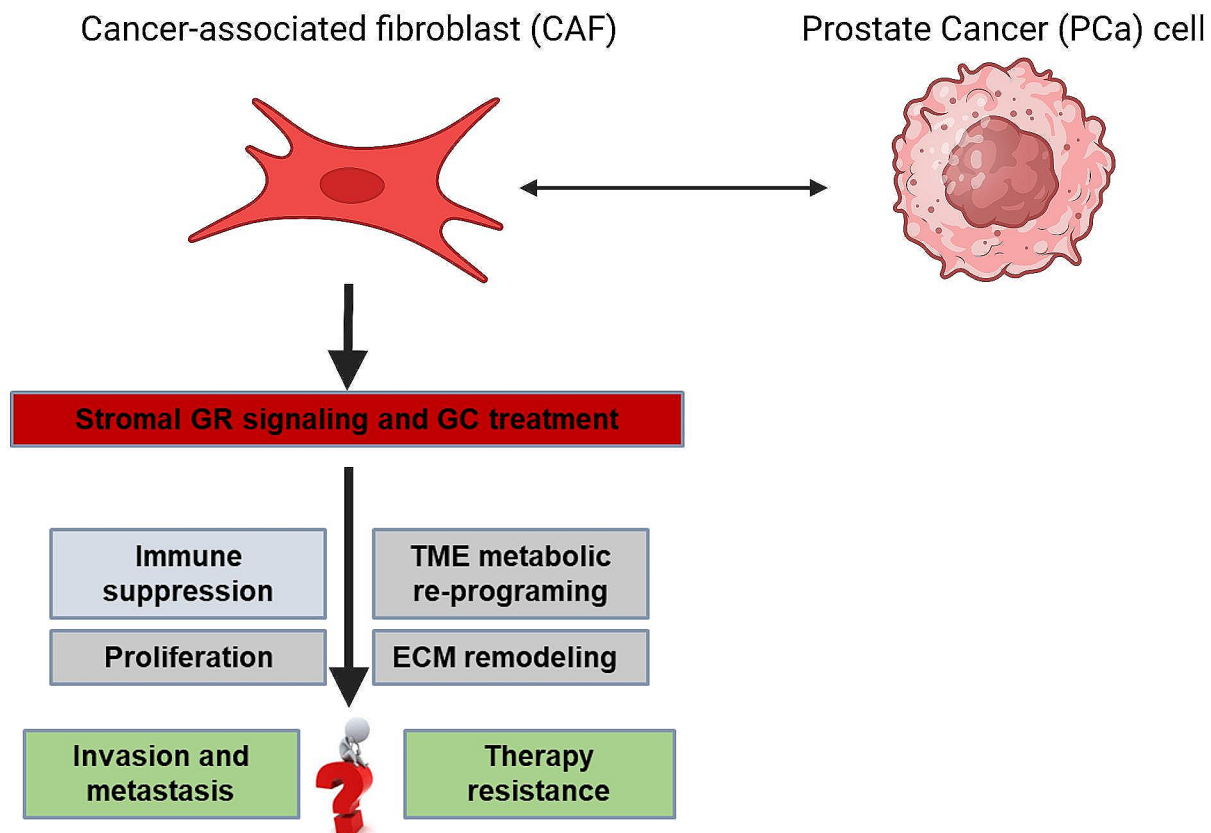 Cancer-associated fibroblast (CAF)
Prostate Cancer (PCa) cell
Stromal GR signaling and GC treatment
Immune
suppression
TME metabolic
re-programing
Proliferation
ECM remodeling
Invasion and
metastasis
?
Therapy
resistance